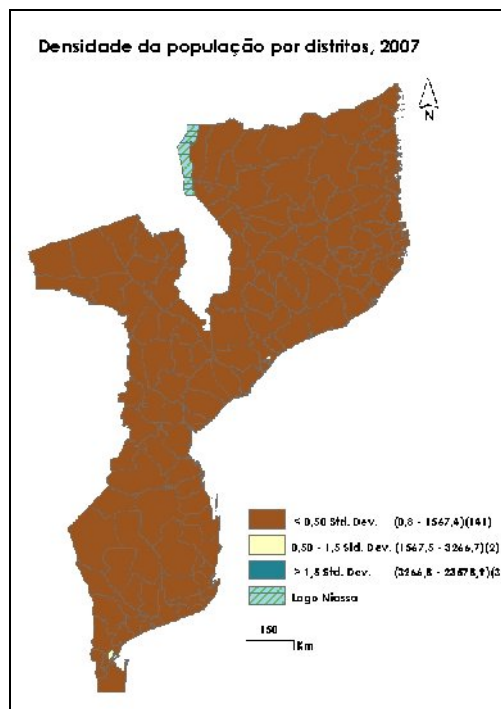 Densidade da população por distritos, 2007
N
< 0,50 Std. Dev. (0,8 - 1567,4)(141)
0,50 - 1,5 Std. Dev. (1567,5 - 3266,7)(2)
> 1,5 Std. Dev. (3266,8 - 23678,9)(3
Lago Niassa
150
Km